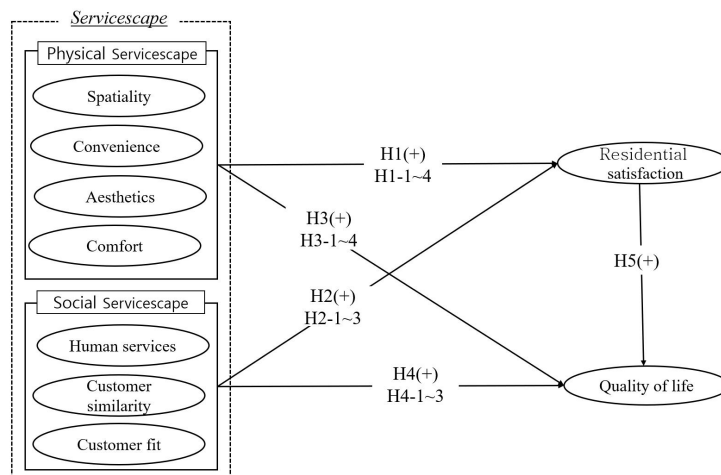 Servicescape
Physical Servicescape
Spatiality
Convenience
Aesthetics
Comfort
Social Servicescape
Human services
Customer
similarity
Customer fit
H1(+)
H1-1~4
H3(+)
H3-1~4
H2(+)
H2-1~3
H4(+)
H4-1~3
Residential
satisfaction
H5(+)
Quality of life